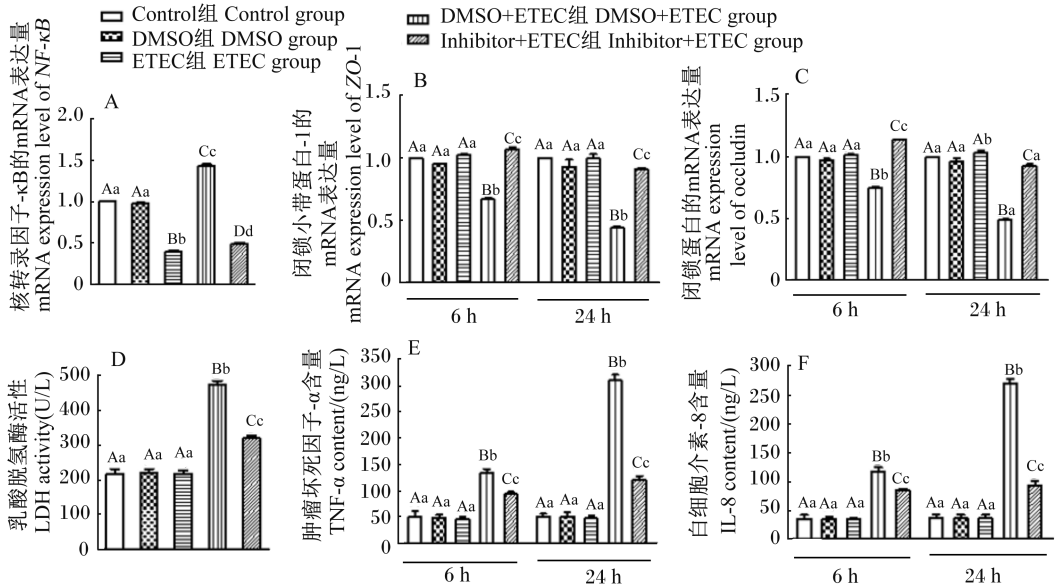 Control组 Control group
DMSO组 DMSO group
ETEC组 ETEC group
DMSO+ETEC组 DMSO+ETEC group
Inhibitor+ETEC组 Inhibitor+ETEC group
A
核转录因子-κB的mRNA表达量
mRNA expression level of NF-κB
2.0
1.5
1.0
0.5
0
Aa Aa Bb Cc Dd
B
闭锁小带蛋白-1的
mRNA表达量
mRNA expression level of ZO-1
1.5
1.0
0.5
0
Aa Aa Aa Bb Cc Aa Aa Aa Bb Cc
6 h 24 h
C
闭锁蛋白的mRNA表达量
mRNA expression
level of occludin
1.5
1.0
0.5
0
Aa Aa Aa Bb Cc Aa Aa Ab Ba Ca
6 h 24 h
D
乳酸脱氢酶活性
LDH activity(U/L)
500
400
300
200
100
0
Aa Aa Aa Bb Cc
E
肿瘤坏死因子-α含量
TNF-α content/(ng/L)
350
300
250
200
150
100
50
0
Aa Aa Aa Bb Cc Aa Aa Aa Bb Cc
6 h 24 h
F
白细胞介素-8含量
IL-8 content/(ng/L)
300
250
200
150
100
50
0
Aa Aa Aa Bb Cc Aa Aa Aa Bb Cc
6 h 24 h